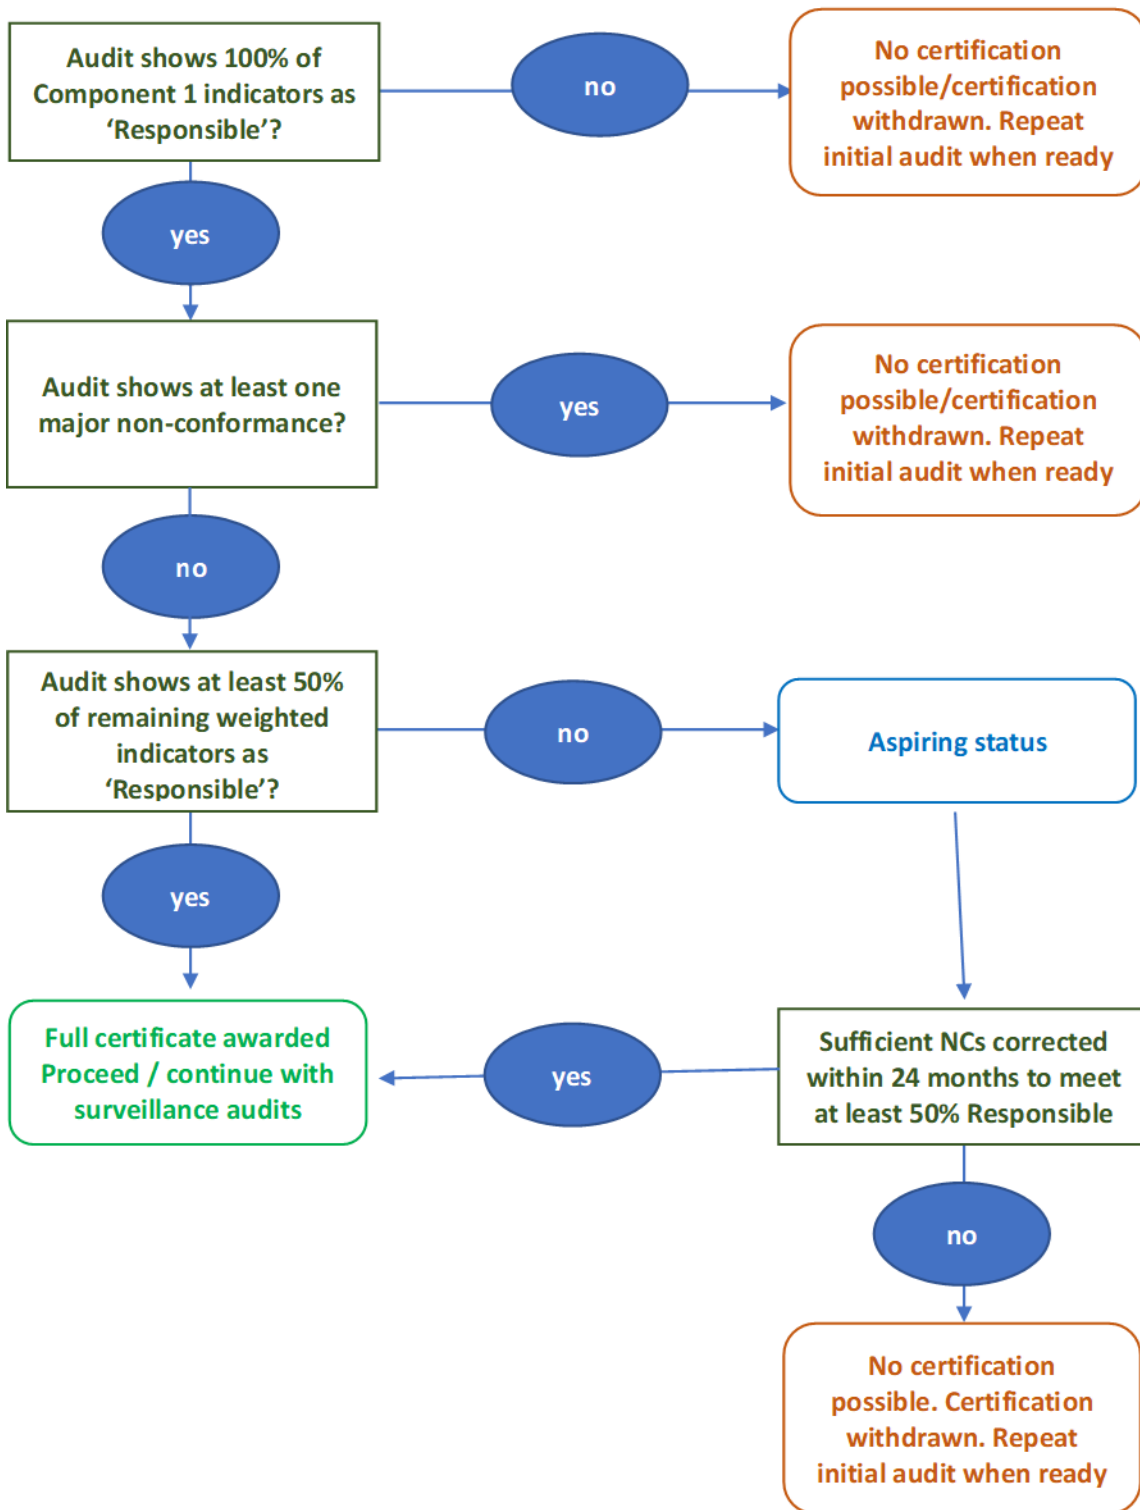 Audit shows 100% of
Component 1 indicators as
‘Responsible’?
no
No certification
possible/certification
withdrawn. Repeat
initial audit when ready
yes
Audit shows at least one
major non-conformance?
yes
No certification
possible/certification
withdrawn. Repeat
initial audit when ready
no
Audit shows at least 50%
of remaining weighted
indicators as
‘Responsible’?
no
Aspiring status
yes
Full certificate awarded
Proceed / continue with
surveillance audits
yes
Sufficient NCs corrected
within 24 months to meet
at least 50% Responsible
no
No certification
possible. Certification
withdrawn. Repeat
initial audit when ready